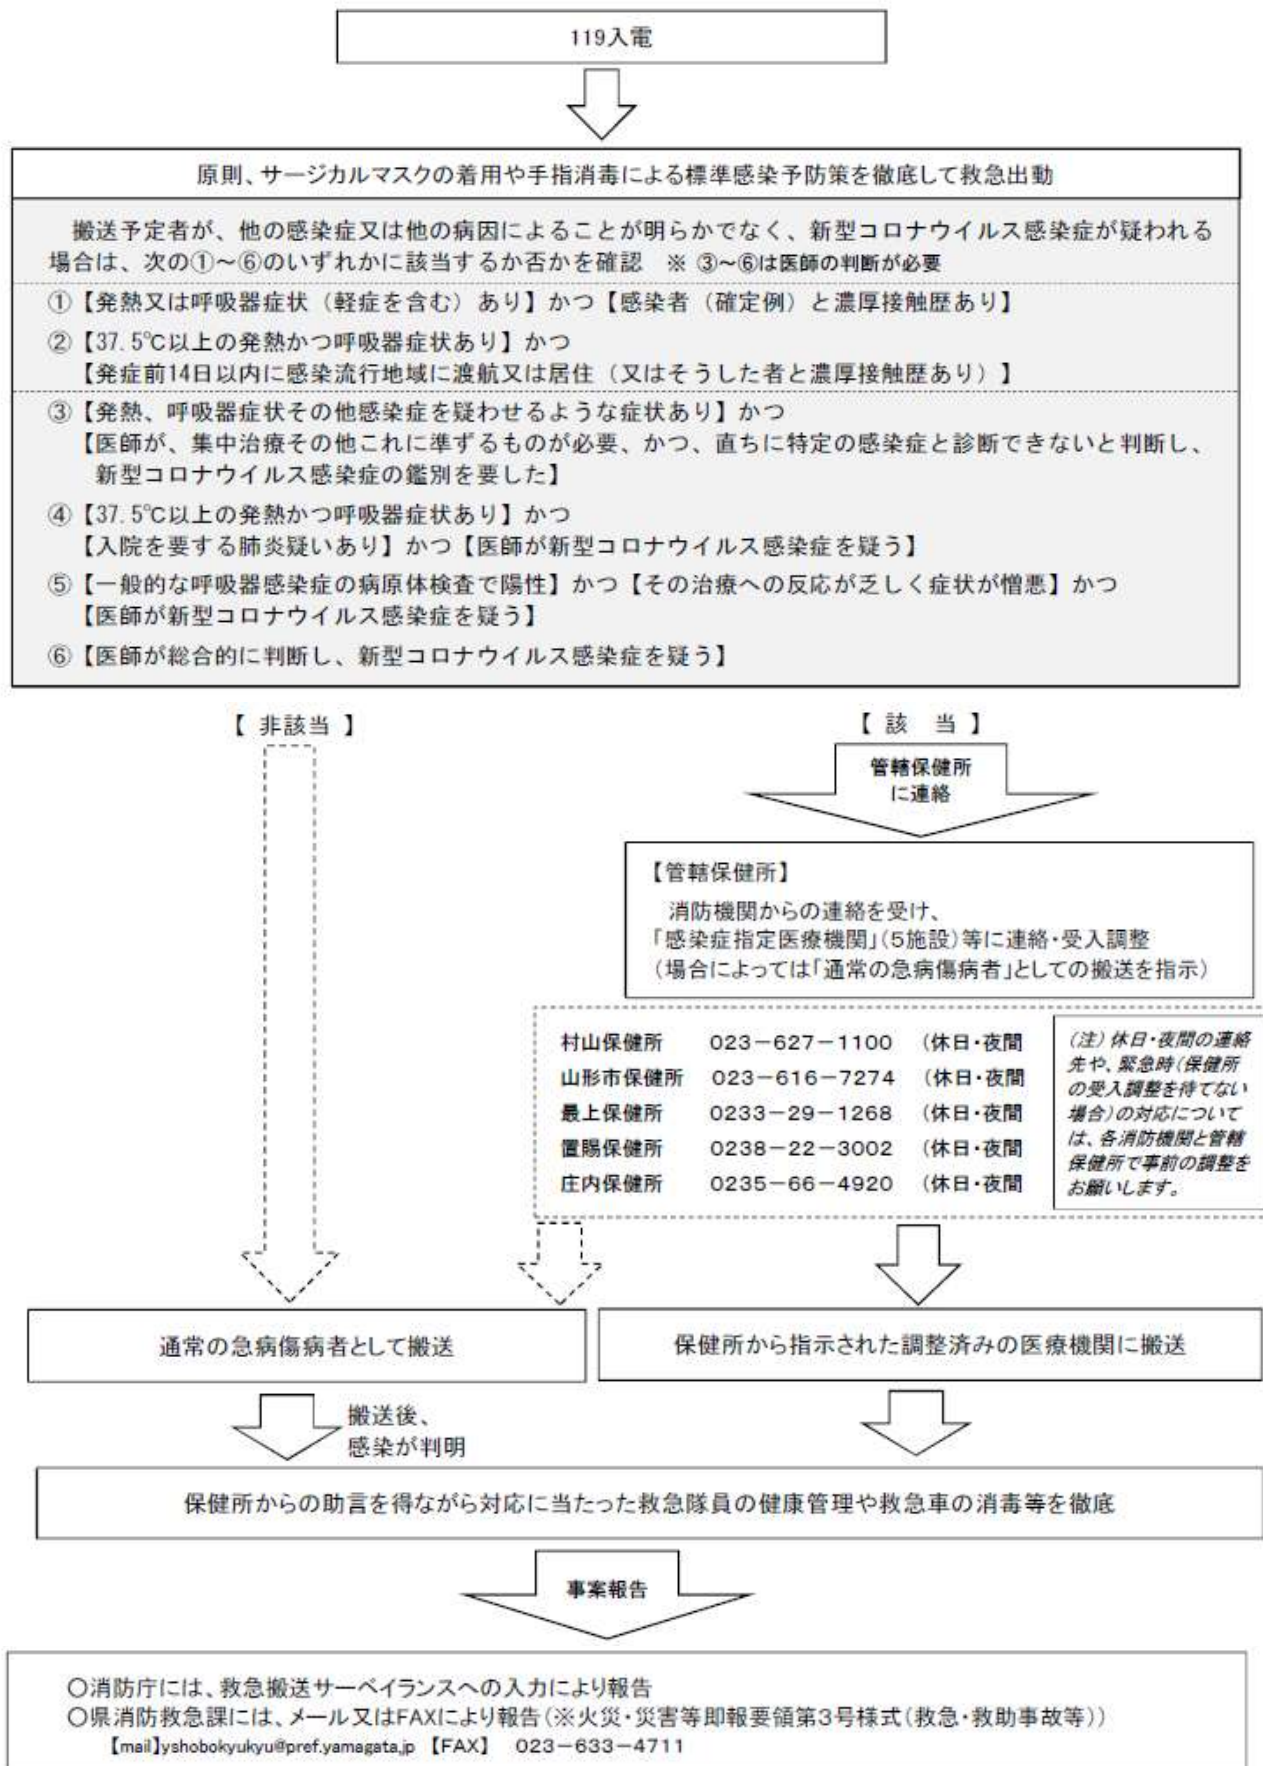 119入電
原則、サージカルマスクの着用や手指消毒による標準感染予防策を徹底して救急出動
搬送予定者が、他の感染症又は他の病因によることが明らかでなく、新型コロナウイルス感染症が疑われる
場合は、次の①～⑥のいずれかに該当するか否かを確認　※ ③～⑥は医師の判断が必要
①【発熱又は呼吸器症状（軽症を含む）あり】かつ【感染者（確定例）と濃厚接触歴あり】
②【37.5℃以上の発熱かつ呼吸器症状あり】かつ
【発症前14日以内に感染流行地域に渡航又は居住（又はそうした者と濃厚接触歴あり）】
③【発熱、呼吸器症状その他感染症を疑わせるような症状あり】かつ
【医師が、集中治療その他これに準ずるものが必要、かつ、直ちに特定の感染症と診断できないと判断し、
新型コロナウイルス感染症の鑑別を要した】
④【37.5℃以上の発熱かつ呼吸器症状あり】かつ
【入院を要する肺炎疑いあり】かつ【医師が新型コロナウイルス感染症を疑う】
⑤【一般的な呼吸器感染症の病原体検査で陽性】かつ【その治療への反応が乏しく症状が憎悪】かつ
【医師が新型コロナウイルス感染症を疑う】
⑥【医師が総合的に判断し、新型コロナウイルス感染症を疑う】
【 非該当 】
【 該　当 】
管轄保健所
に連絡
【管轄保健所】
消防機関からの連絡を受け、
「感染症指定医療機関」（5施設）等に連絡・受入調整
（場合によっては「通常の急病傷病者」としての搬送を指示）
村山保健所　023－627－1100　（休日・夜間
山形市保健所　023－616－7274　（休日・夜間
最上保健所　0233－29－1268　（休日・夜間
置賜保健所　0238－22－3002　（休日・夜間
庄内保健所　0235－66－4920　（休日・夜間
（注）休日・夜間の連絡
先や、緊急時（保健所
の受入調整を待てない
場合）の対応について
は、各消防機関と管轄
保健所で事前の調整を
お願いします。
通常の急病傷病者として搬送
保健所から指示された調整済みの医療機関に搬送
搬送後、
感染が判明
保健所からの助言を得ながら対応に当たった救急隊員の健康管理や救急車の消毒等を徹底
事案報告
○消防庁には、救急搬送サーベイランスへの入力により報告
○県消防救急課には、メール又はFAXにより報告（※火災・災害等即報要領第3号様式（救急・救助事故等））
【mail】yshobokyukyu@pref.yamagata.jp 【FAX】 023－633－4711